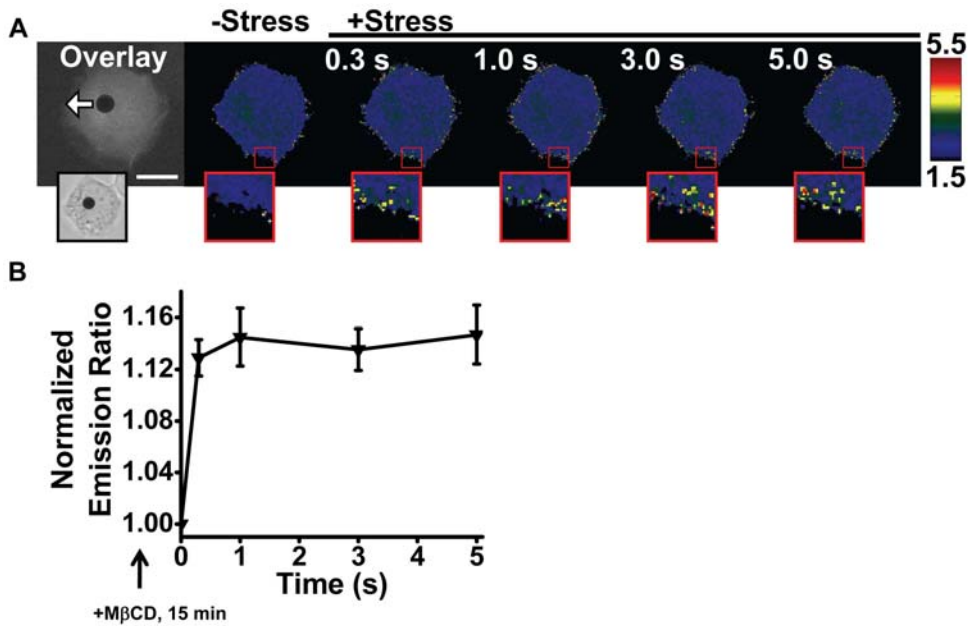 A
-Stress +Stress
Overlay 0.3 s 1.0 s 3.0 s 5.0 s
5.5
1.5
B
Normalized
Emission Ratio
1.16
1.12
1.08
1.04
1.00
0 1 2 3 4 5
Time (s)
+MβCD, 15 min